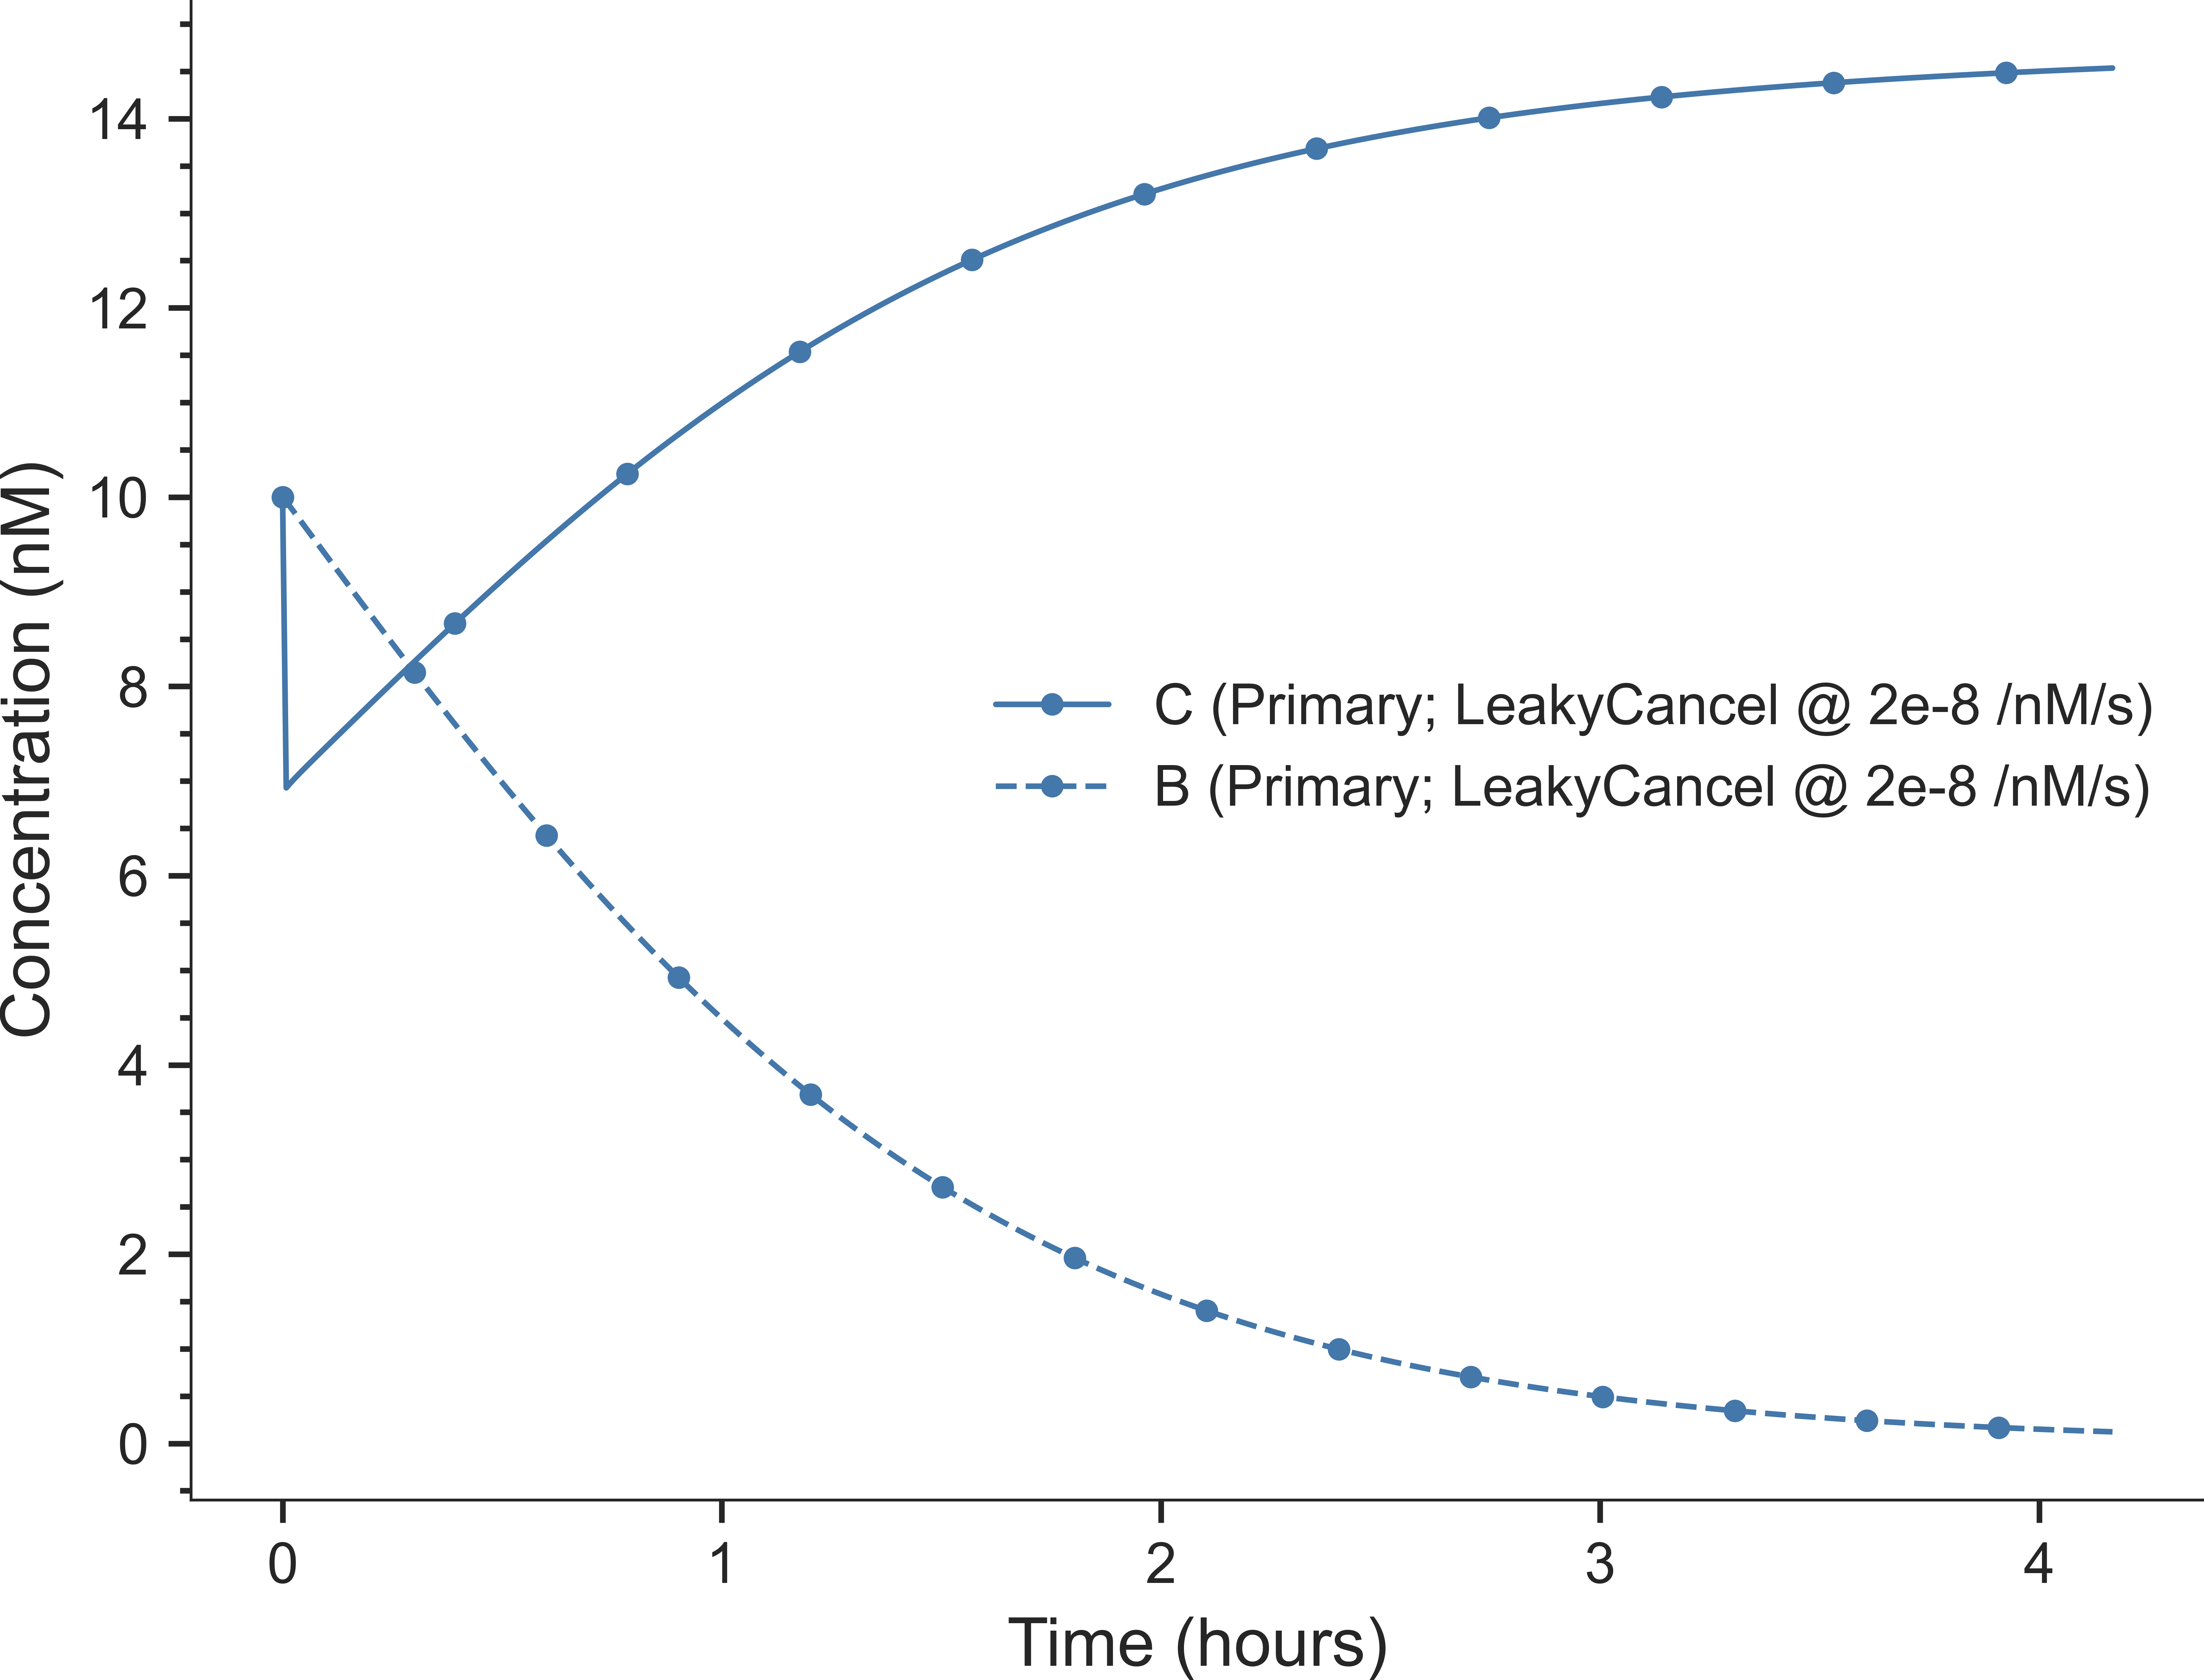 Concentration (nM)
14
12
10
8
6
4
2
0
C (Primary; LeakyCancel @ 2e-8 /nM/s)
B (Primary; LeakyCancel @ 2e-8 /nM/s)
0 1 2 3 4
Time (hours)